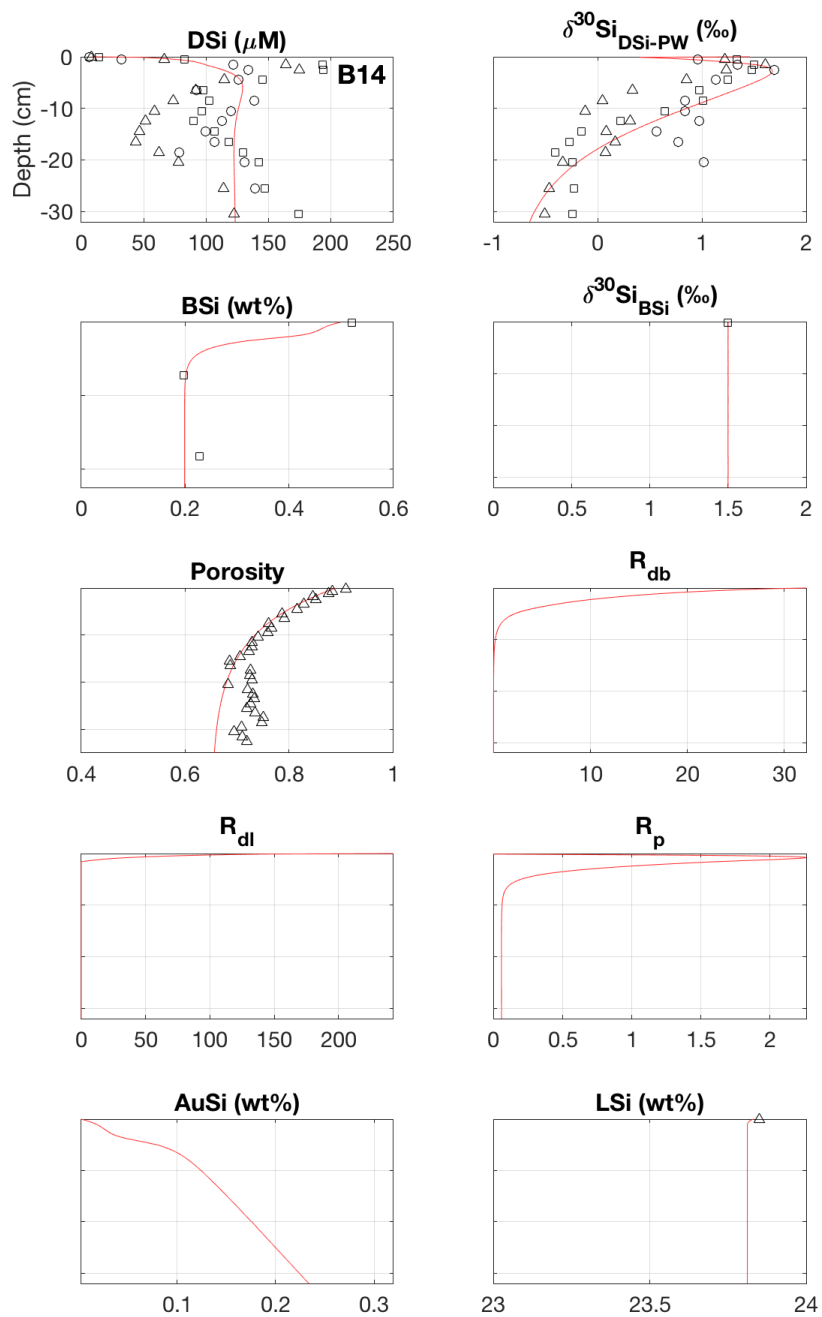 DSi (μM)
δ30SiDSi-PW (‰)
B14
Depth (cm)
0
-10
-20
-30
0 50 100 150 200 250
-1 0 1 2
BSi (wt%)
δ30SiBSi (‰)
0 0.2 0.4 0.6
0 0.5 1 1.5 2
Porosity
Rdb
0.4 0.6 0.8 1
10 20 30
Rdl
Rp
0 50 100 150 200
0 0.5 1 1.5 2
AuSi (wt%)
LSi (wt%)
0.1 0.2 0.3
23 23.5 24